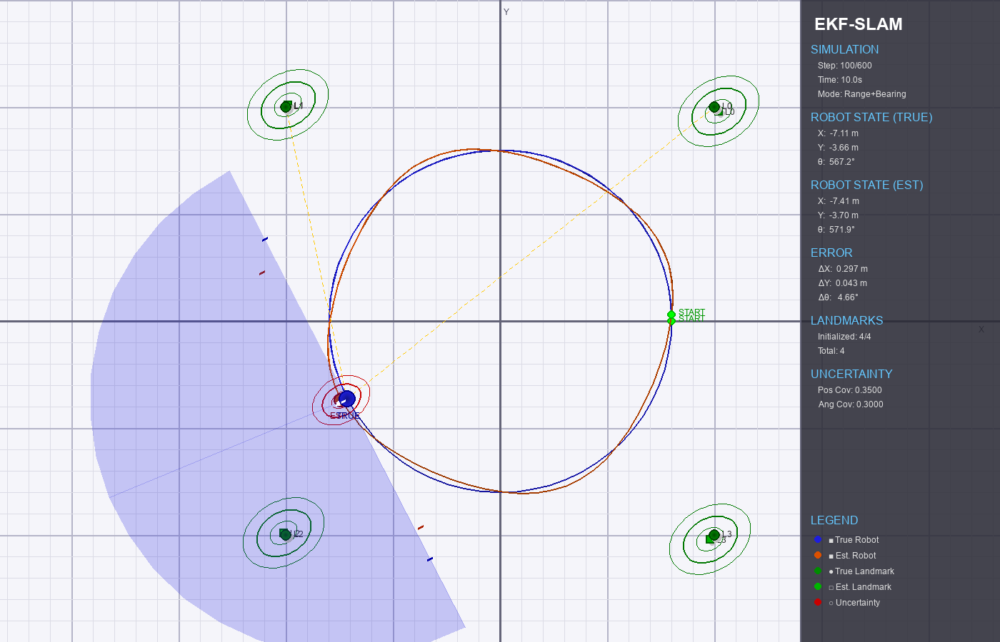 Y
L1
L0
L0
START
START
EST
TRUE
L2
L3
X
EKF-SLAM
SIMULATION
Step: 100/600
Time: 10.0s
Mode: Range+Bearing
ROBOT STATE (TRUE)
X: -7.11 m
Y: -3.66 m
θ: 567.2°
ROBOT STATE (EST)
X: -7.41 m
Y: -3.70 m
θ: 571.9°
ERROR
ΔX: 0.297 m
ΔY: 0.043 m
Δθ: 4.66°
LANDMARKS
Initialized: 4/4
Total: 4
UNCERTAINTY
Pos Cov: 0.3500
Ang Cov: 0.3000
LEGEND
■ True Robot
■ Est. Robot
● True Landmark
□ Est. Landmark
○ Uncertainty